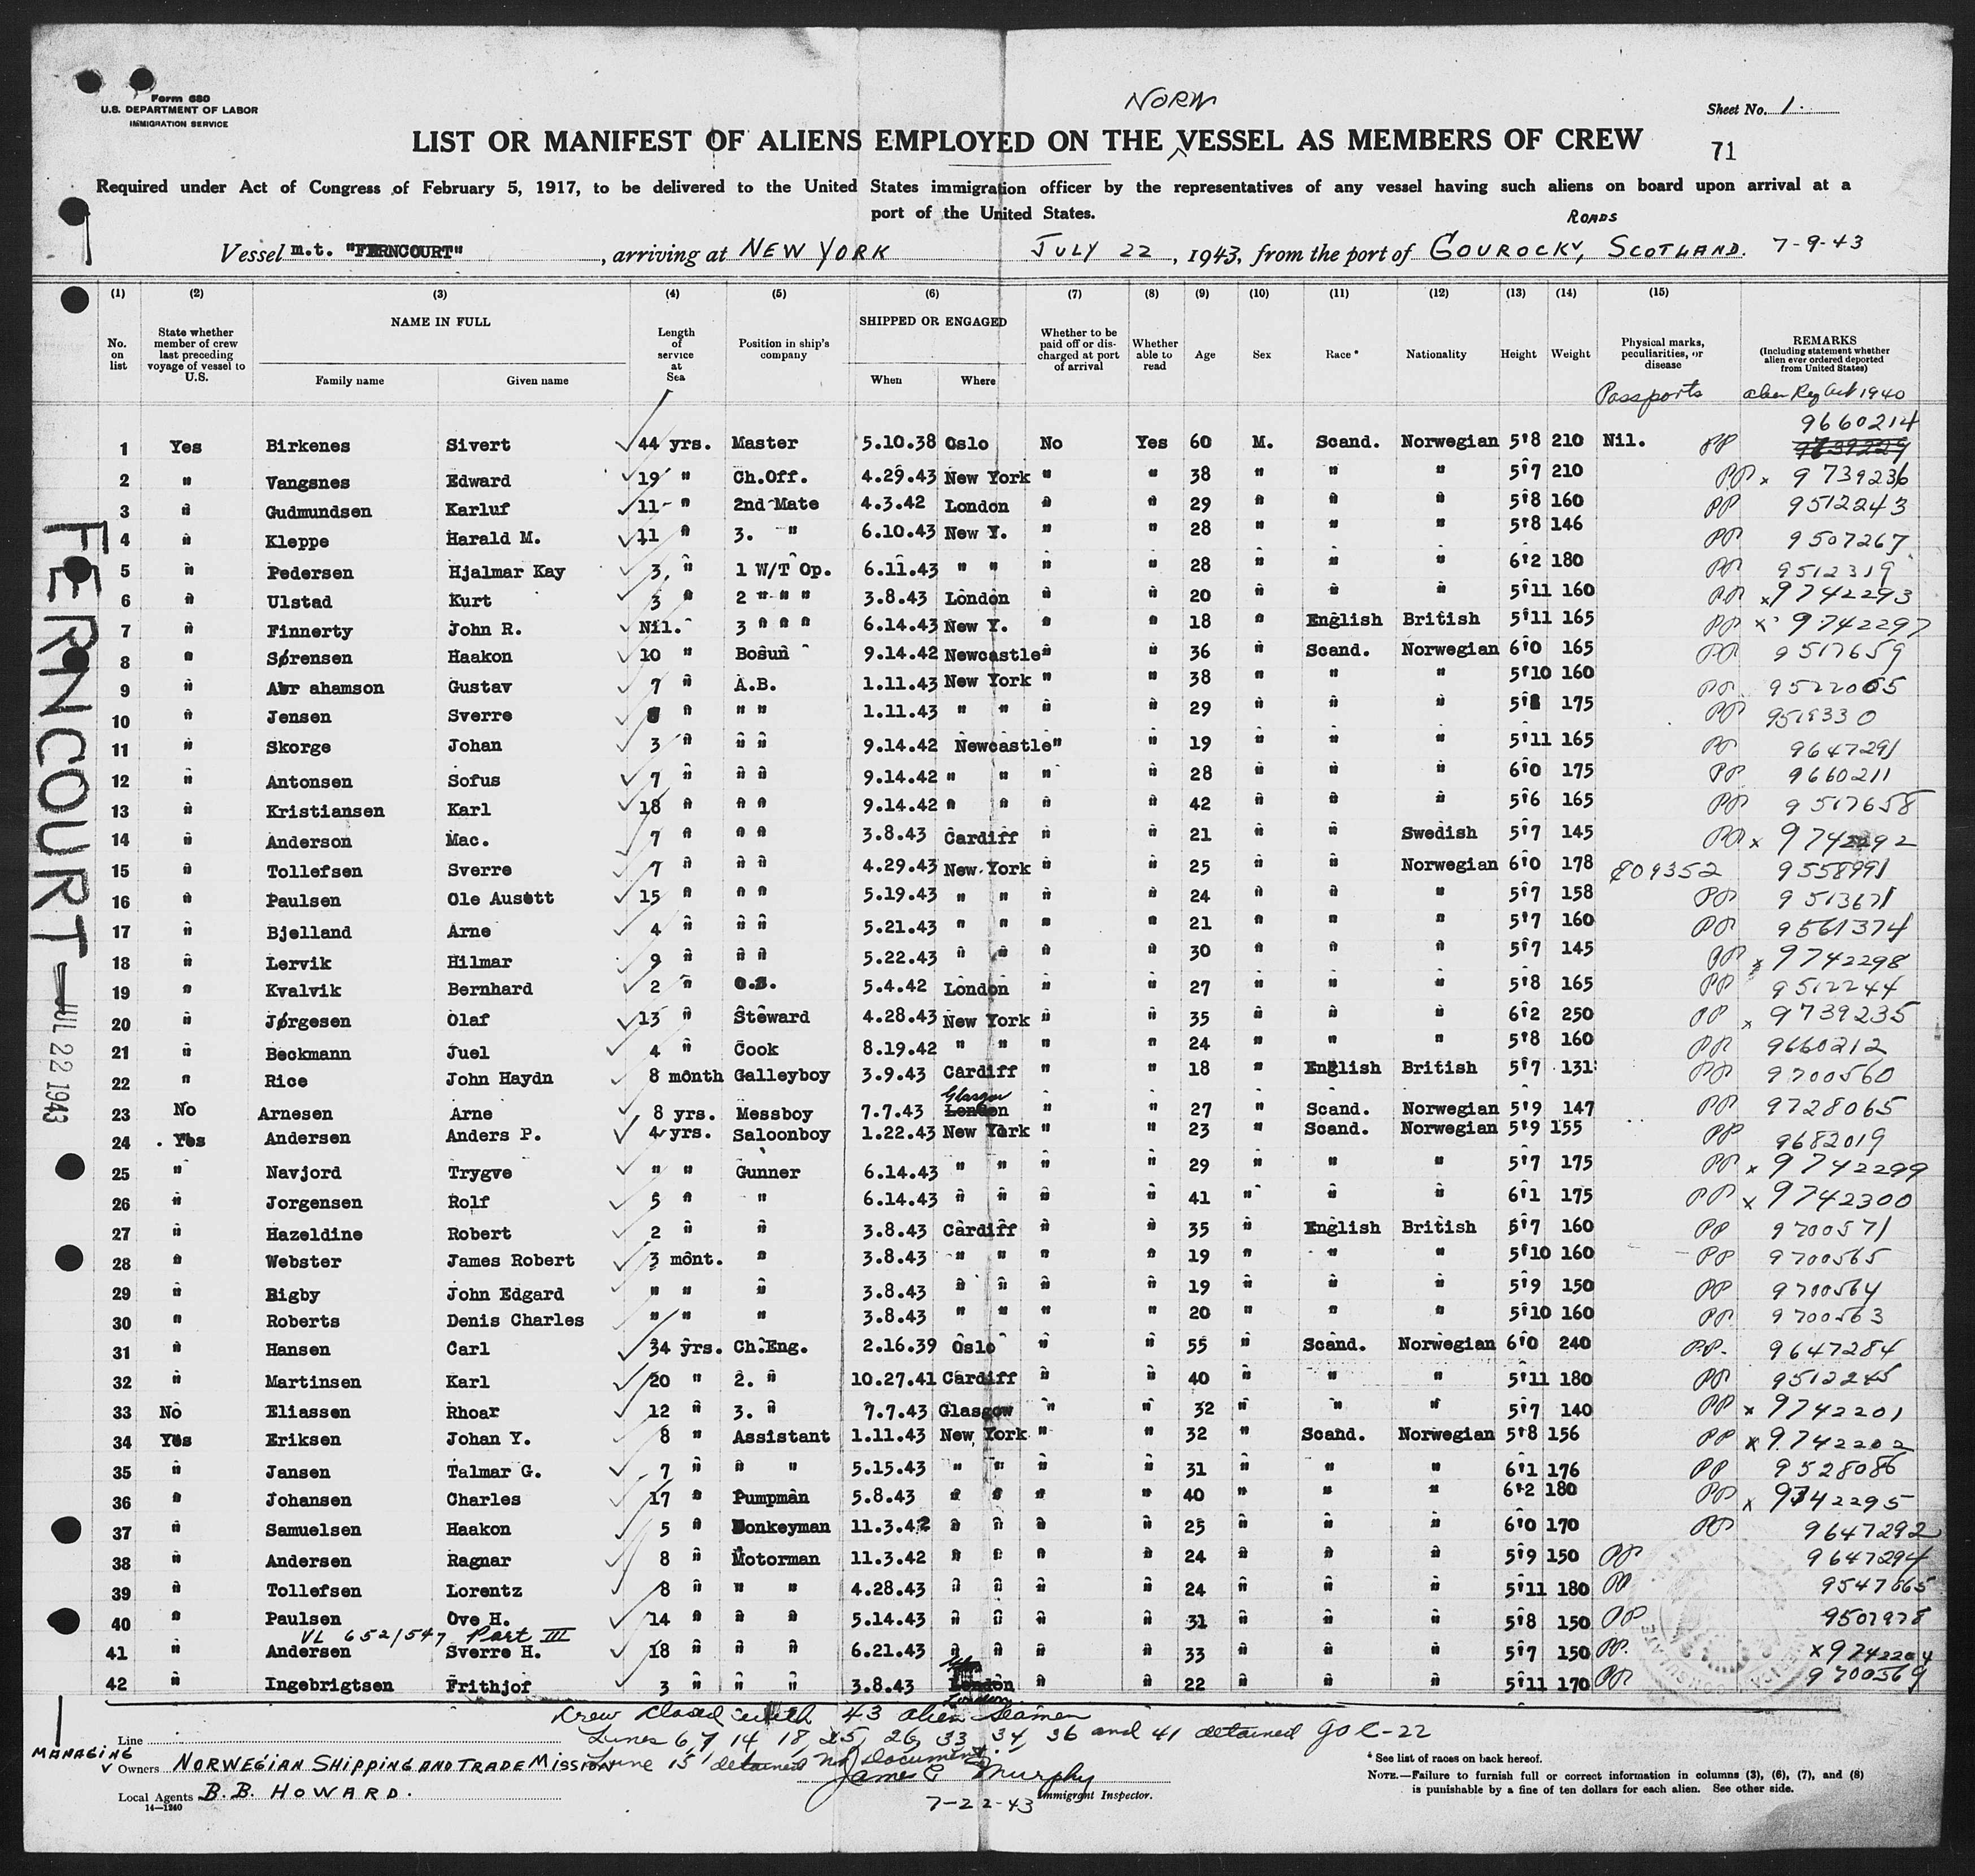 Form 680
U.S. DEPARTMENT OF LABOR
IMMIGRATION SERVICE
Sheet No. 1.
NORW
LIST OR MANIFEST OF ALIENS EMPLOYED ON THE ^ VESSEL AS MEMBERS OF CREW
71
Required under Act of Congress of February 5, 1917, to be delivered to the United States immigration officer by the representatives of any vessel having such aliens on board upon arrival at a
port of the United States.
ROADS
Vessel m.t. "FERNCOURT", arriving at NEW YORK JULY 22, 1943, from the port of GOUROCK, SCOTLAND. 7-9-43
(1) (2) (3) (4) (5) (6) (7) (8) (9) (10) (11) (12) (13) (14) (15)
No. on list State whether member of crew last preceding voyage of vessel to U.S. NAME IN FULL Family name Given name Length of service at Sea Position in ship's company SHIPPED OR ENGAGED When Where Whether to be paid off or discharged at port of arrival Whether able to read Age Sex Race * Nationality Height Weight Physical marks, peculiarities, or disease REMARKS (Including statement whether alien ever ordered deported from United States)
Passports alien Reg Act 1940
9660214
1 Yes Birkenes Sivert 44 yrs. Master 5.10.38 Oslo No Yes 60 M. Scand. Norwegian 5'8 210 Nil. PP
2 " Vangsnes Edward 19 " Ch.Off. 4.29.43 New York " " 38 " " " 5'7 210 PP x 9739236
3 " Gudmundsen Karluf 11 " 2nd Mate 4.3.42 London " " 29 " " " 5'8 160 PP 9512243
4 " Kleppe Harald M. 11 " 3. " 6.10.43 New Y. " " 28 " " " 5'8 146 PP 9507267
5 " Pedersen Hjalmar Kay 3 " 1 W/T Op. 6.11.43 " " " " 28 " " " 6'2 180 PP 9512319
6 " Ulstad Kurt 3 " 2 " " " 3.8.43 London " " 20 " " " 5'11 160 PP x 9742293
7 " Finnerty John R. Nil. 3 " " " 6.14.43 New Y. " " 18 " English British 5'11 165 PP x 9742297
8 " Sørensen Haakon 10 " Bosun 9.14.42 Newcastle " " 36 " Scand. Norwegian 6'0 165 PP 9517659
9 " Abrahamson Gustav 7 " A.B. 1.11.43 New York " " 38 " " " 5'10 160 PP 9522065
10 " Jensen Sverre " " " 1.11.43 " " " " 29 " " " 175 PP 9519330
11 " Skorge Johan 3 " " " 9.14.42 Newcastle " " 19 " " " 5'11 165 PP 9647291
12 " Antonsen Sofus 7 " " " 9.14.42 " " " " 28 " " " 6'0 175 PP 9660211
13 " Kristiansen Karl 18 " " " 9.14.42 " " " " 42 " " " 5'6 165 PP 9517658
14 " Anderson Mac. 7 " " " 3.8.43 Cardiff " " 21 " " Swedish 5'7 145 PP x 9742292
15 " Tollefsen Sverre 7 " " " 4.29.43 New York " " 25 " " Norwegian 6'0 178 809352 9558991
16 " Paulsen Ole Ausett 15 " " " 5.19.43 " " " " 24 " " " 5'7 158 PP 9513671
17 " Bjelland Arne 4 " " " 5.21.43 " " " " 21 " " " 5'7 160 PP 9561374
18 " Lervik Hilmar 9 " " " 5.22.43 " " " " 30 " " " 5'7 145 PP x 9742298
19 " Kvalvik Bernhard 2 " O.S. 5.4.42 London " " 27 " " " 5'8 165 PP 9512244
20 " Jørgesen Olaf 13 " Steward 4.28.43 New York " " 35 " " " 6'2 250 PP x 9739235
21 " Beckmann Juel 4 " Cook 8.19.42 " " " " 24 " " " 5'8 160 PP 9660212
22 " Rice John Haydn 8 month Galleyboy 3.9.43 Cardiff " " 18 " English British 5'7 131 PP 9700560
Glasgow
23 No Arnesen Arne 8 yrs. Messboy 7.7.43 London " " 27 " Scand. Norwegian 5'9 147 PP 9728065
24 Yes Andersen Anders P. 4 yrs. Saloonboy 1.22.43 New York " " 23 " Scand. Norwegian 5'9 155 PP 9682019
25 " Navjord Trygve " " Gunner 6.14.43 " " " " 29 " " " 5'7 175 PP x 9742299
26 " Jorgensen Rolf 5 " " 6.14.43 " " " " 41 " " " 6'1 175 PP x 9742300
27 " Hazeldine Robert 2 " " 3.8.43 Cardiff " " 35 " English British 5'7 160 PP 9700571
28 " Webster James Robert 3 mont. " 3.8.43 " " " " 19 " " " 5'10 160 PP 9700565
29 " Bigby John Edgard " " " 3.8.43 " " " " 19 " " " 5'9 150 PP 9700564
30 " Roberts Denis Charles " " " 3.8.43 " " " " 20 " " " 5'10 160 PP 9700563
31 " Hansen Carl 34 yrs. Ch.Eng. 2.16.39 Oslo " " 55 " Scand. Norwegian 6'0 240 P.P. 9647284
32 " Martinsen Karl 20 " 2. " 10.27.41 Cardiff " " 40 " " " 5'11 180 PP 9512245
33 No Eliassen Rhoar 12 " 3. " 7.7.43 Glasgow " " 32 " " " 5'7 140 PP x 9742201
34 Yes Eriksen Johan Y. 8 " Assistant 1.11.43 New York " " 32 " Scand. Norwegian 5'8 156 PP x 9742202
35 " Jansen Talmar G. 7 " " " 5.15.43 " " " " 31 " " " 6'1 176 PP 9528086
36 " Johansen Charles 17 " Pumpman 5.8.43 " " " " 40 " " " 6'2 180 PP x 9742295
37 " Samuelsen Haakon 5 " Donkeyman 11.3.42 " " " " 25 " " " 6'0 170 PP 9647292
38 " Andersen Ragnar 8 " Motorman 11.3.42 " " " " 24 " " " 5'9 150 PP 9647294
39 " Tollefsen Lorentz 8 " " " 4.28.43 " " " " 24 " " " 5'11 180 PP 9547665
40 " Paulsen Ove H. 14 " " " 5.14.43 " " " " 31 " " " 5'8 150 PP 9507978
VL 652/547 Part III
41 " Andersen Sverre H. 18 " " " 6.21.43 " " " " 33 " " " 5'7 150 PP. x 9742204
42 " Ingebrigtsen Frithjof 3 " " " 3.8.43 London " " 22 " " " 5'11 170 PP 9700569
London
Crew closed with 43 alien seamen
Lines 6, 7, 14, 18, 25, 26, 33, 34, 36 and 41 detained 90 C-22
Line 15 detained No Document.
Line
MANAGING
Owners NORWEGIAN SHIPPING AND TRADE MISSION
Local Agents B.B. HOWARD.
14—1240
James C Murphy
7-22-43 Immigrant Inspector.
* See list of races on back hereof.
NOTE.—Failure to furnish full or correct information in columns (3), (6), (7), and (8)
is punishable by a fine of ten dollars for each alien. See other side.
FERNCOURT — JUL 22 1943